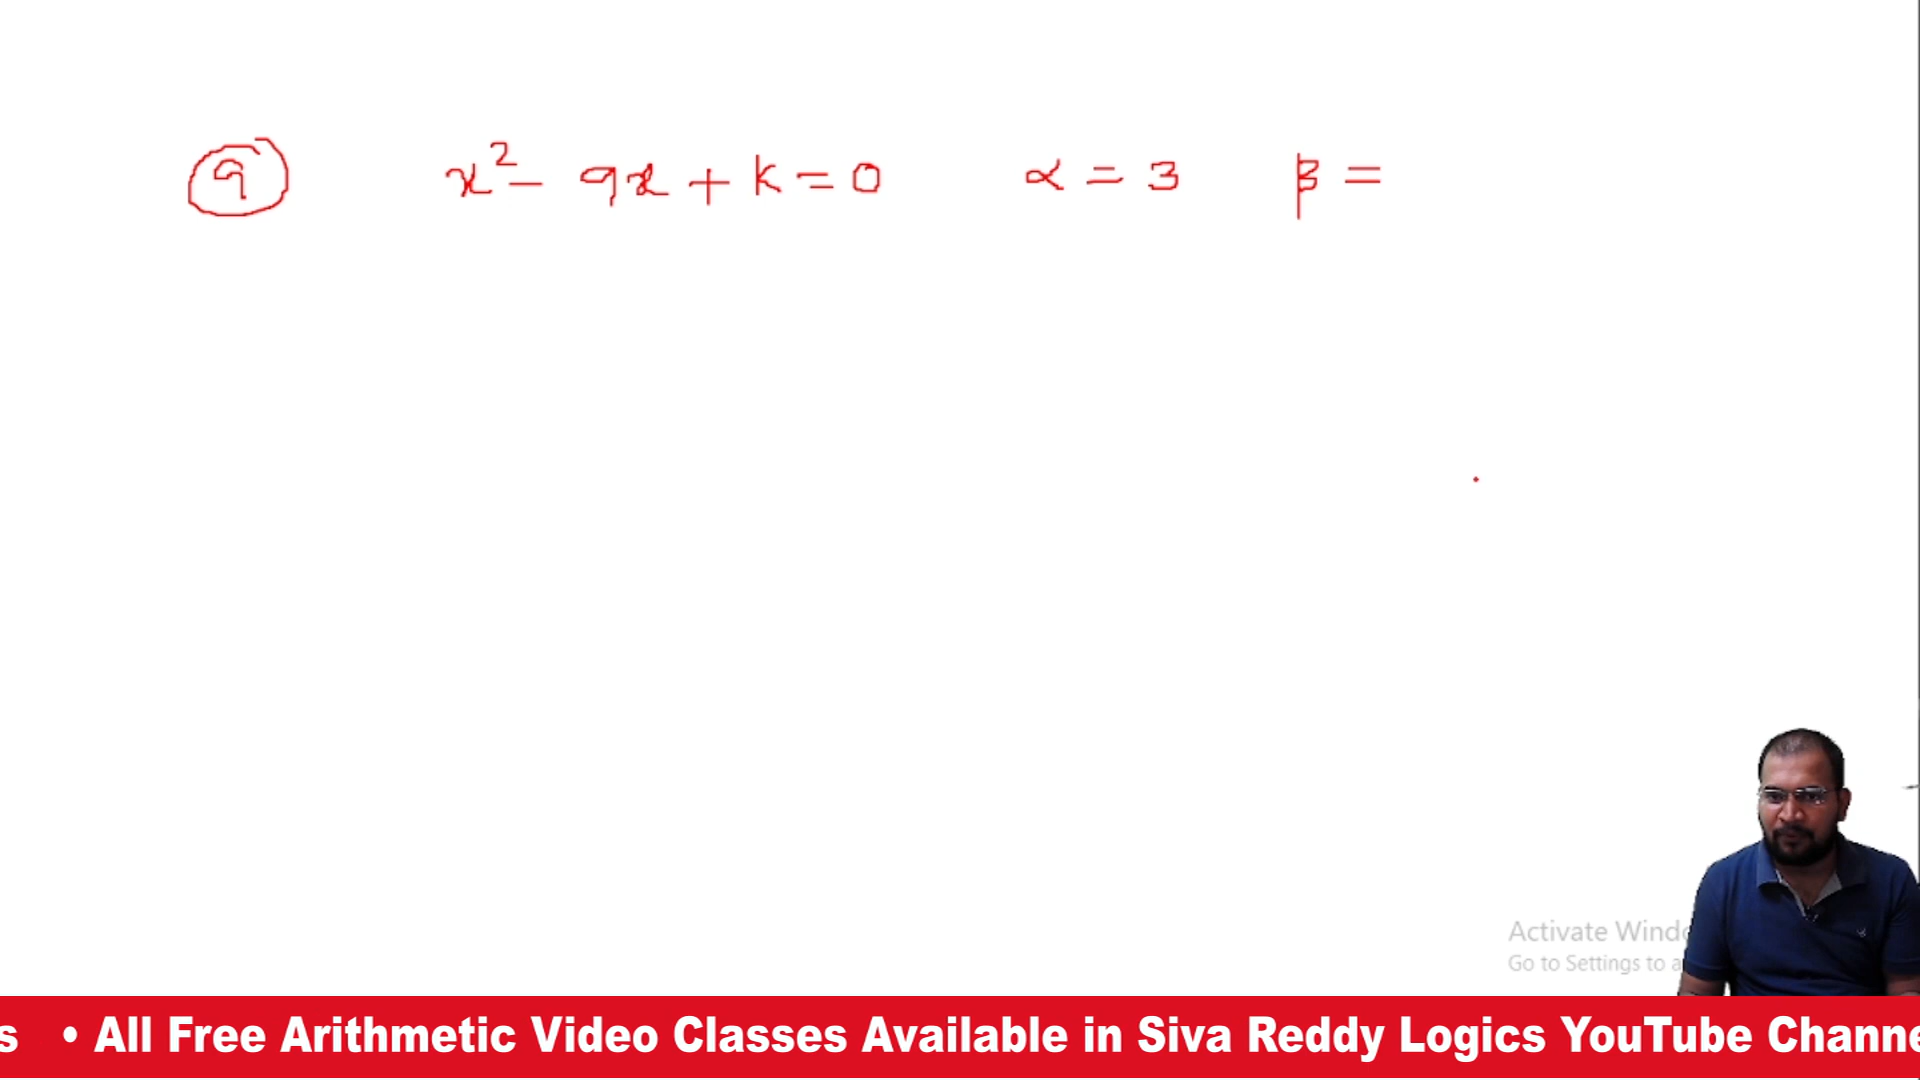 9 x² - 9x + k = 0 α = 3 β =
Activate Wind
Go to Settings to a
s • All Free Arithmetic Video Classes Available in Siva Reddy Logics YouTube Channe